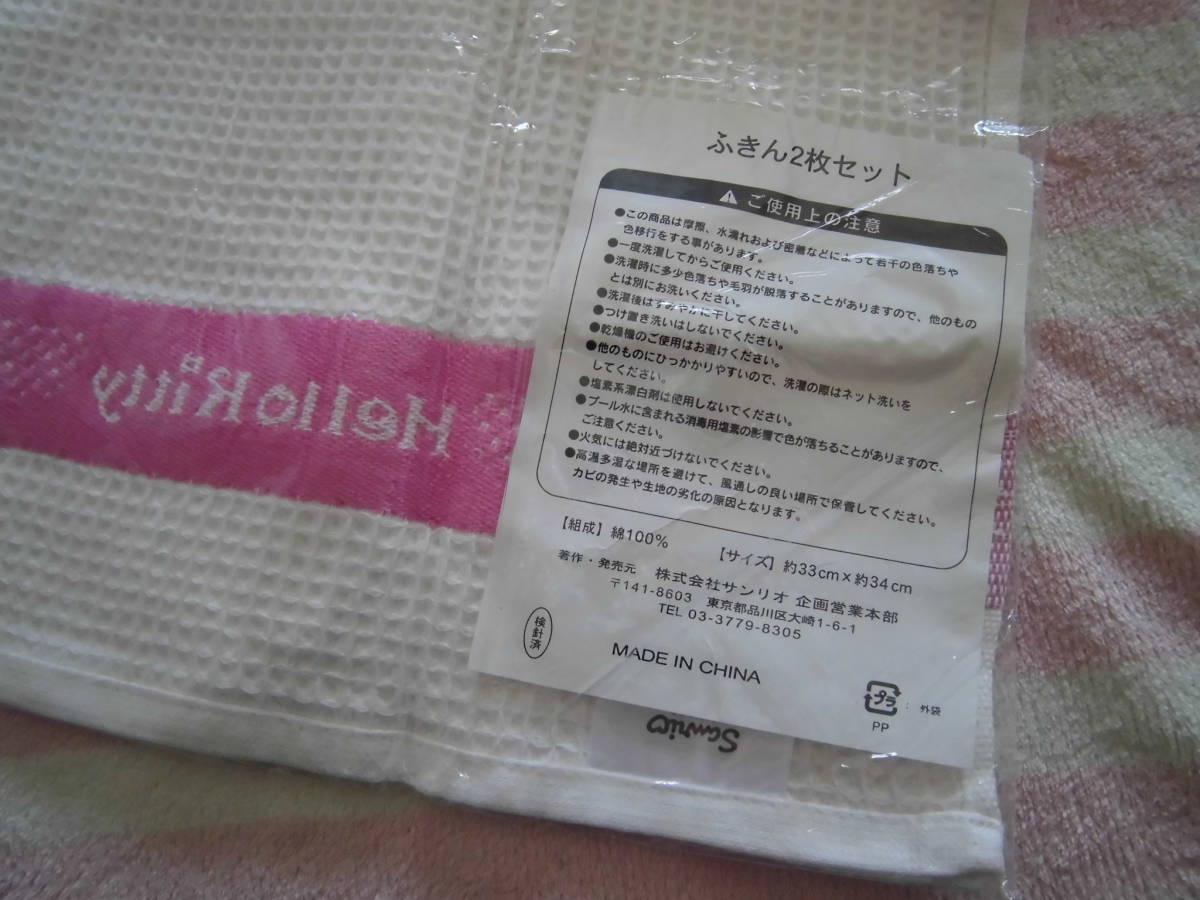 ふきん2枚セット
ご使用上の注意
●この商品は摩擦、水濡れおよび密着などによって若干の色落ちや
色移行をする事があります。
●一度洗濯してからご使用ください。
●洗濯時に多少色落ちや毛羽が脱落することがありますので、他のもの
とは別にお洗いください。
●洗濯後はすみやかに干してください。
●つけ置き洗いはしないでください。
●乾燥機のご使用はお避けください。
●他のものにひっかかりやすいので、洗濯の際はネット洗いを
してください。
●塩素系漂白剤は使用しないでください。
●プール水に含まれる消毒用塩素の影響で色が落ちることがありますので、
ご注意ください。
●火気には絶対近づけないでください。
●高温多湿な場所を避けて、風通しの良い場所で保管してください。
カビの発生や生地の劣化の原因となります。
【組成】綿100%
【サイズ】約33cm×約34cm
著作・発売元 株式会社サンリオ 企画営業本部
〒141-8603 東京都品川区大崎1-6-1
TEL 03-3779-8305
検針済
MADE IN CHINA
プラ : 外袋
PP
Hello Kitty
Sanrio